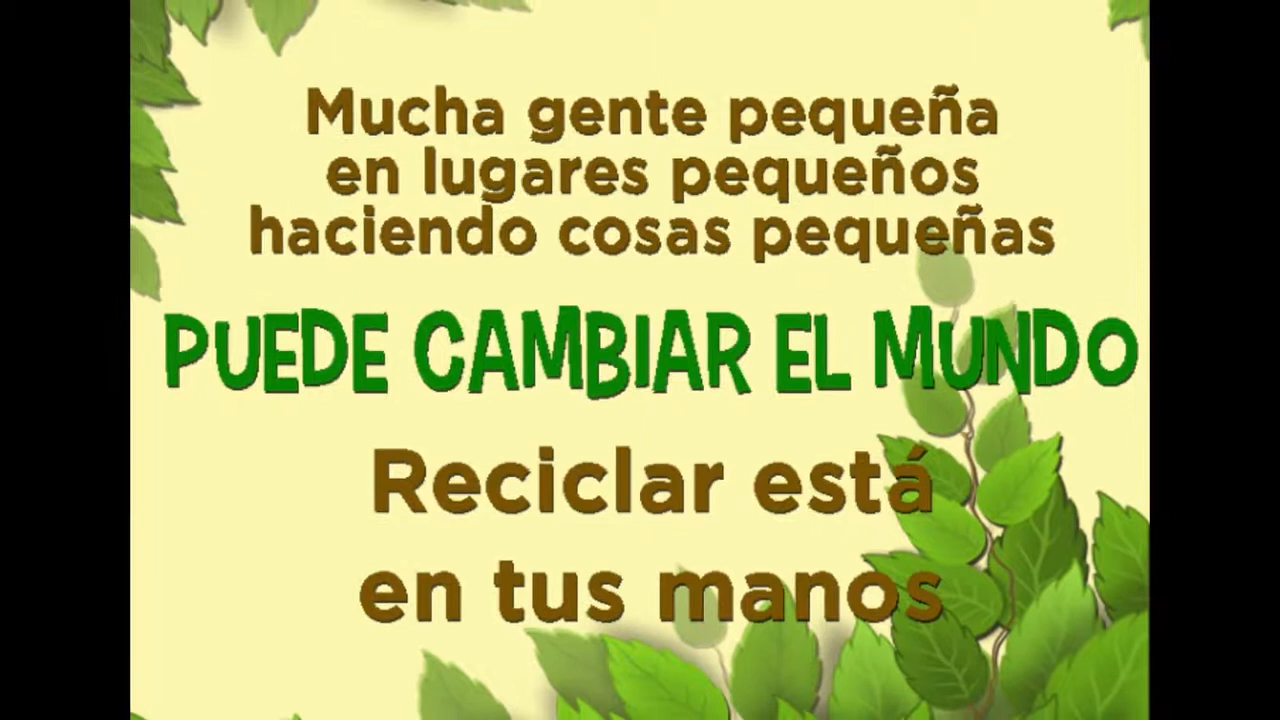 Mucha gente pequeña
en lugares pequeños
haciendo cosas pequeñas
PUEDE CAMBIAR EL MUNDO
Reciclar está
en tus manos